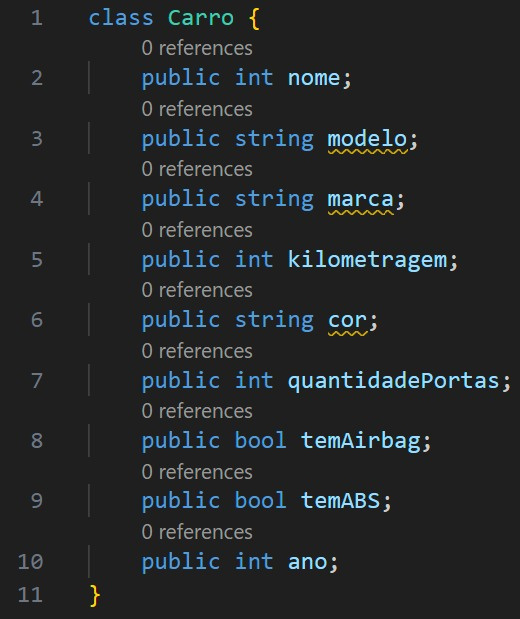 1 class Carro {
0 references
2 public int nome;
0 references
3 public string modelo;
0 references
4 public string marca;
0 references
5 public int kilometragem;
0 references
6 public string cor;
0 references
7 public int quantidadePortas;
0 references
8 public bool temAirbag;
0 references
9 public bool temABS;
0 references
10 public int ano;
11 }